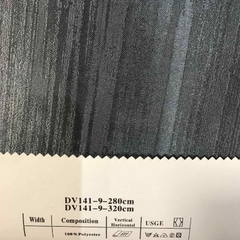 DV141-9-280cm
DV141-9-320cm
Width Composition Vertical Horizontal USGE
100%Polyester